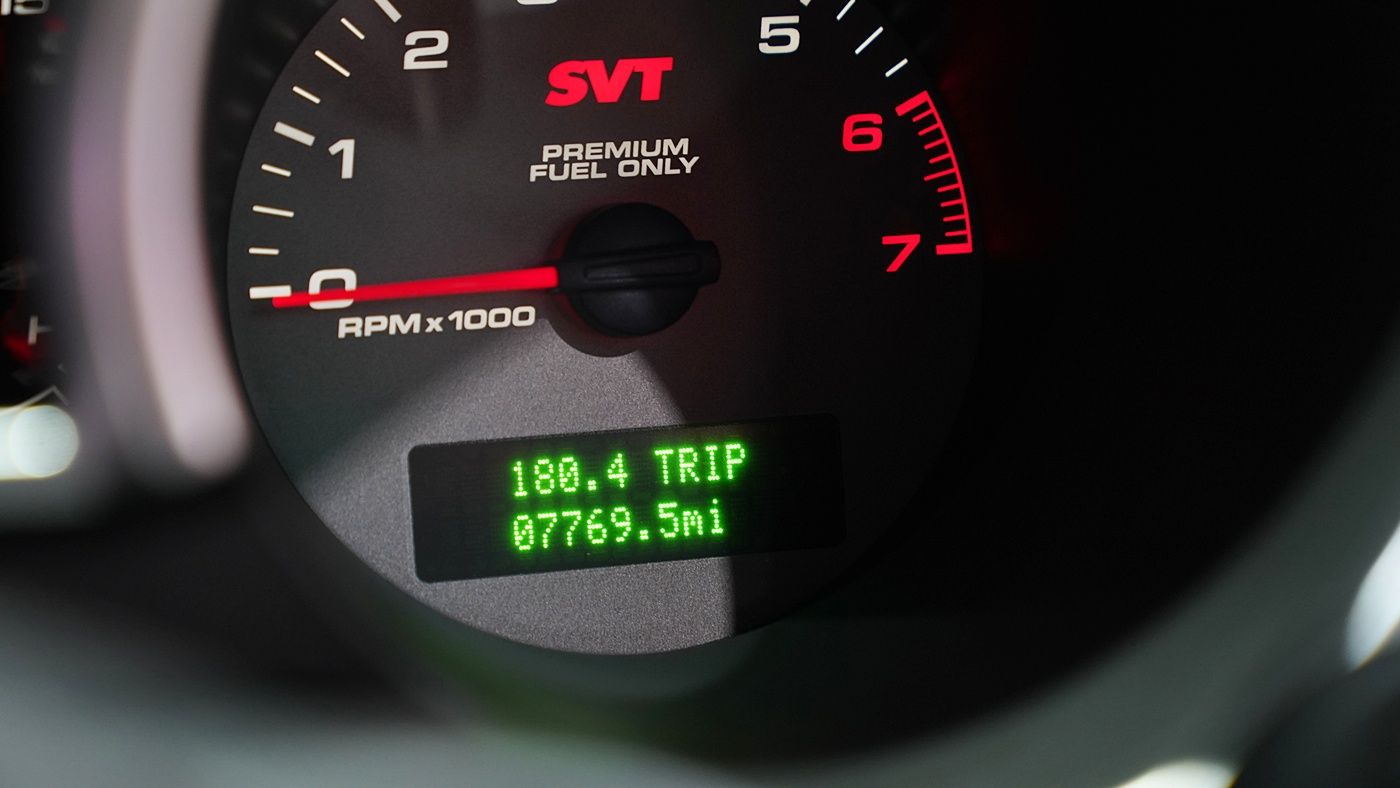 2
5
SVT
6
PREMIUM
FUEL ONLY
1
7
0
RPM x 1000
180.4 TRIP
07769.5mi
H